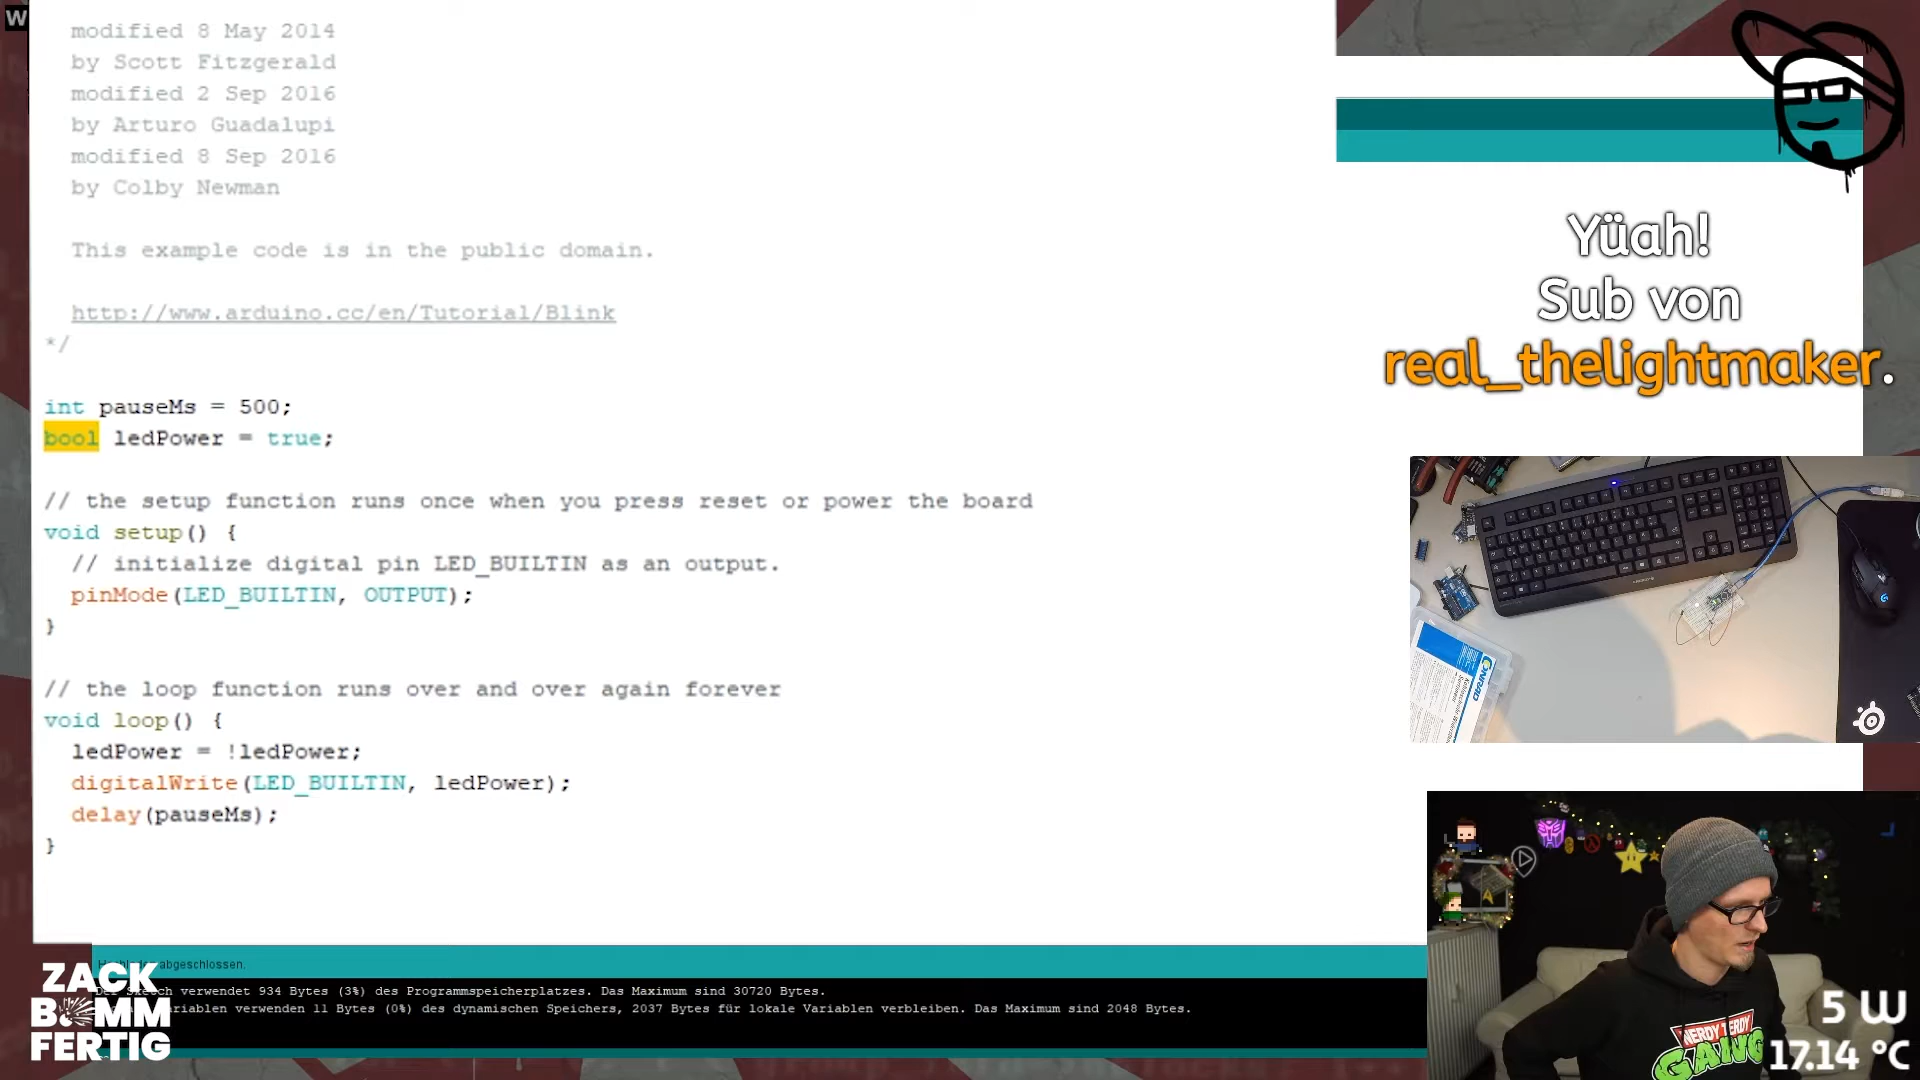 W
modified 8 May 2014
by Scott Fitzgerald
modified 2 Sep 2016
by Arturo Guadalupi
modified 8 Sep 2016
by Colby Newman
This example code is in the public domain.
http://www.arduino.cc/en/Tutorial/Blink
*/
int pauseMs = 500;
bool ledPower = true;
// the setup function runs once when you press reset or power the board
void setup() {
// initialize digital pin LED_BUILTIN as an output.
pinMode(LED_BUILTIN, OUTPUT);
}
// the loop function runs over and over again forever
void loop() {
ledPower = !ledPower;
digitalWrite(LED_BUILTIN, ledPower);
delay(pauseMs);
}
abgeschlossen.
Sketch verwendet 934 Bytes (3%) des Programmspeicherplatzes. Das Maximum sind 30720 Bytes.
verwenden 11 Bytes (0%) des dynamischen Speichers, 2037 Bytes für lokale Variablen verbleiben. Das Maximum sind 2048 Bytes.
ZACK
BOMM
FERTIG
Yüah!
Sub von
real_thelightmaker.
CONRAD
NERDY TERDY
GANG
5 W
17.14 °C